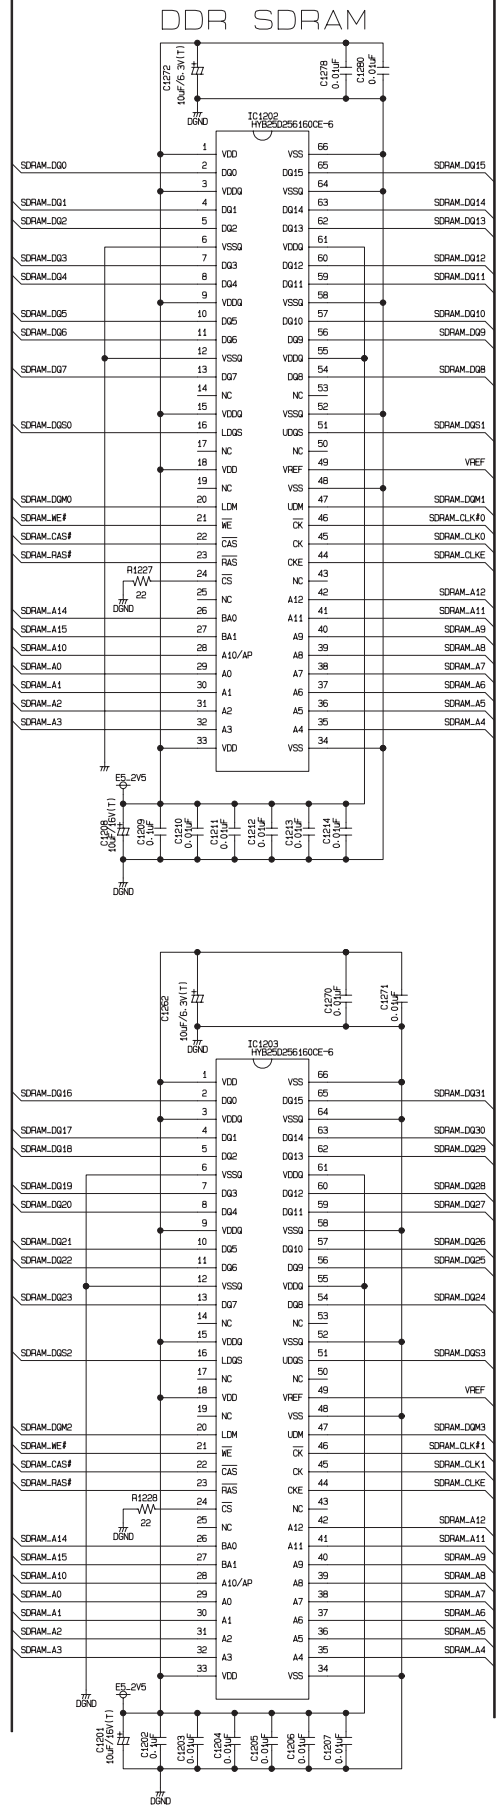 DDR SDRAM
C1272
10uF/6.3V(T)
C1278
0.01uF
C1280
0.01uF
DGND
IC1202
HYB25D256160CE-6
1 VDD VSS 66
SDRAM_DQ0 2 DQ0 DQ15 65 SDRAM_DQ15
3 VDDQ VSSQ 64
SDRAM_DQ1 4 DQ1 DQ14 63 SDRAM_DQ14
SDRAM_DQ2 5 DQ2 DQ13 62 SDRAM_DQ13
6 VSSQ VDDQ 61
SDRAM_DQ3 7 DQ3 DQ12 60 SDRAM_DQ12
SDRAM_DQ4 8 DQ4 DQ11 59 SDRAM_DQ11
9 VDDQ VSSQ 58
SDRAM_DQ5 10 DQ5 DQ10 57 SDRAM_DQ10
SDRAM_DQ6 11 DQ6 DQ9 56 SDRAM_DQ9
12 VSSQ VDDQ 55
SDRAM_DQ7 13 DQ7 DQ8 54 SDRAM_DQ8
14 NC NC 53
15 VDDQ VSSQ 52
SDRAM_DQS0 16 LDQS UDQS 51 SDRAM_DQS1
17 NC NC 50
18 VDD VREF 49 VREF
19 NC VSS 48
SDRAM_DQM0 20 LDM UDM 47 SDRAM_DQM1
SDRAM_WE# 21 WE CK 46 SDRAM_CLK#0
SDRAM_CAS# 22 CAS CK 45 SDRAM_CLK0
SDRAM_RAS# 23 RAS CKE 44 SDRAM_CLKE
R1227
22
DGND
24 CS NC 43
25 NC A12 42 SDRAM_A12
SDRAM_A14 26 BA0 A11 41 SDRAM_A11
SDRAM_A15 27 BA1 A9 40 SDRAM_A9
SDRAM_A10 28 A10/AP A8 39 SDRAM_A8
SDRAM_A0 29 A0 A7 38 SDRAM_A7
SDRAM_A1 30 A1 A6 37 SDRAM_A6
SDRAM_A2 31 A2 A5 36 SDRAM_A5
SDRAM_A3 32 A3 A4 35 SDRAM_A4
33 VDD VSS 34
E5_2V5
C1208
10uF/16V(T)
C1209
0.1uF
C1210
0.01uF
C1211
0.01uF
C1212
0.01uF
C1213
0.01uF
C1214
0.01uF
DGND
C1262
10uF/6.3V(T)
C1270
0.01uF
C1271
0.01uF
DGND
IC1203
HYB25D256160CE-6
1 VDD VSS 66
SDRAM_DQ16 2 DQ0 DQ15 65 SDRAM_DQ31
3 VDDQ VSSQ 64
SDRAM_DQ17 4 DQ1 DQ14 63 SDRAM_DQ30
SDRAM_DQ18 5 DQ2 DQ13 62 SDRAM_DQ29
6 VSSQ VDDQ 61
SDRAM_DQ19 7 DQ3 DQ12 60 SDRAM_DQ28
SDRAM_DQ20 8 DQ4 DQ11 59 SDRAM_DQ27
9 VDDQ VSSQ 58
SDRAM_DQ21 10 DQ5 DQ10 57 SDRAM_DQ26
SDRAM_DQ22 11 DQ6 DQ9 56 SDRAM_DQ25
12 VSSQ VDDQ 55
SDRAM_DQ23 13 DQ7 DQ8 54 SDRAM_DQ24
14 NC NC 53
15 VDDQ VSSQ 52
SDRAM_DQS2 16 LDQS UDQS 51 SDRAM_DQS3
17 NC NC 50
18 VDD VREF 49 VREF
19 NC VSS 48
SDRAM_DQM2 20 LDM UDM 47 SDRAM_DQM3
SDRAM_WE# 21 WE CK 46 SDRAM_CLK#1
SDRAM_CAS# 22 CAS CK 45 SDRAM_CLK1
SDRAM_RAS# 23 RAS CKE 44 SDRAM_CLKE
R1228
22
DGND
24 CS NC 43
25 NC A12 42 SDRAM_A12
SDRAM_A14 26 BA0 A11 41 SDRAM_A11
SDRAM_A15 27 BA1 A9 40 SDRAM_A9
SDRAM_A10 28 A10/AP A8 39 SDRAM_A8
SDRAM_A0 29 A0 A7 38 SDRAM_A7
SDRAM_A1 30 A1 A6 37 SDRAM_A6
SDRAM_A2 31 A2 A5 36 SDRAM_A5
SDRAM_A3 32 A3 A4 35 SDRAM_A4
33 VDD VSS 34
DGND
E5_2V5
C1201
10uF/16V(T)
C1202
0.1uF
C1203
0.01uF
C1204
0.01uF
C1205
0.01uF
C1206
0.01uF
C1207
0.01uF
DGND